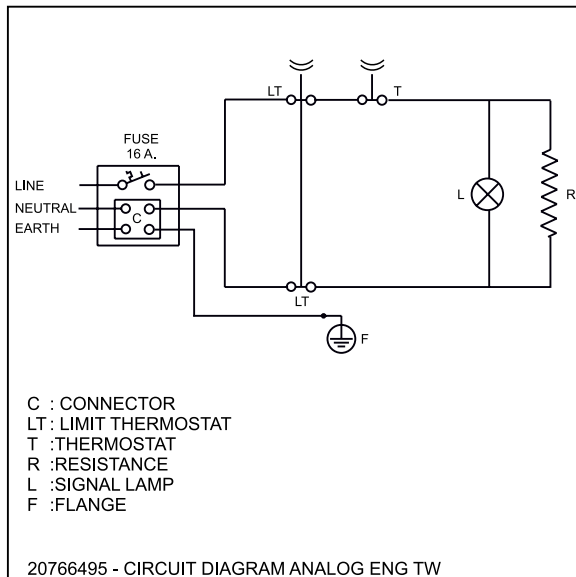 LT
T
FUSE
16 A.
LINE
NEUTRAL
C
EARTH
L
R
LT
F
C : CONNECTOR
LT : LIMIT THERMOSTAT
T :THERMOSTAT
R :RESISTANCE
L :SIGNAL LAMP
F :FLANGE
20766495 - CIRCUIT DIAGRAM ANALOG ENG TW